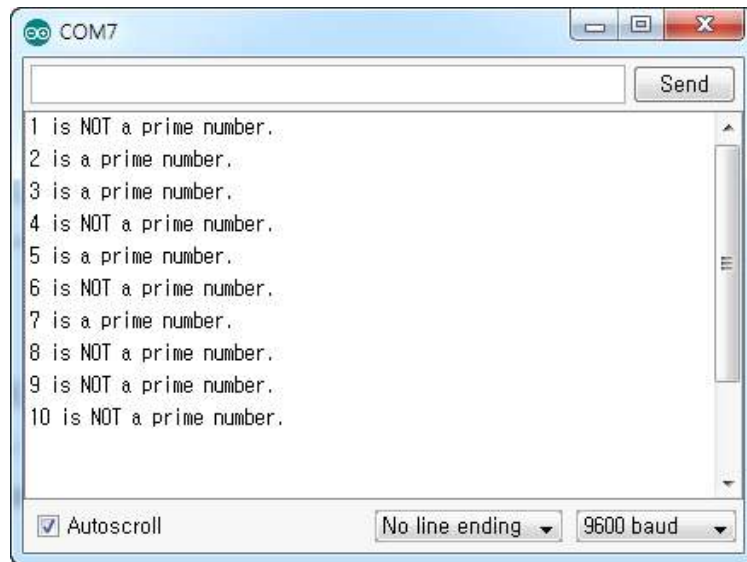 COM7
Send
1 is NOT a prime number.
2 is a prime number.
3 is a prime number.
4 is NOT a prime number.
5 is a prime number.
6 is NOT a prime number.
7 is a prime number.
8 is NOT a prime number.
9 is NOT a prime number.
10 is NOT a prime number.
Autoscroll
No line ending
9600 baud